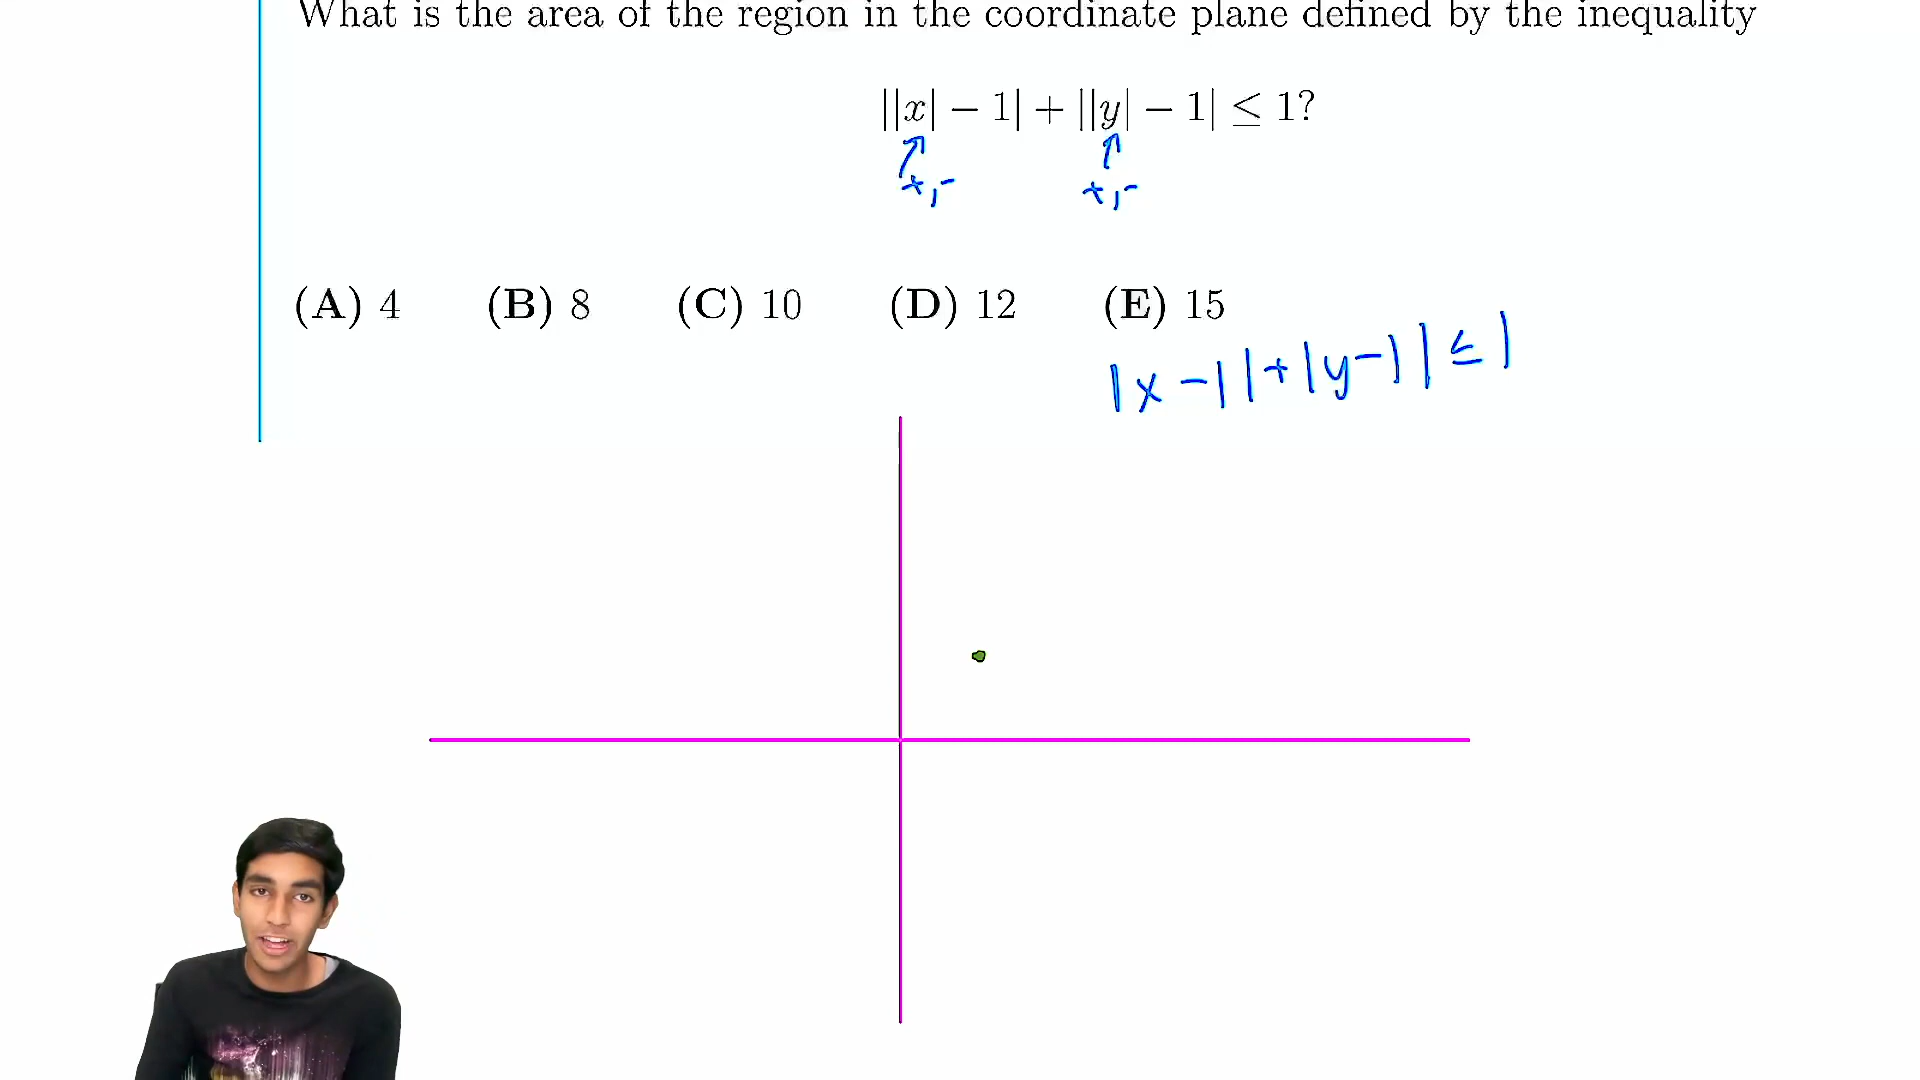 What is the area of the region in the coordinate plane defined by the inequality
||x| − 1| + ||y| − 1| ≤ 1?
+,- +,-
(A) 4 (B) 8 (C) 10 (D) 12 (E) 15
|x-1|+|y-1| ≤ 1